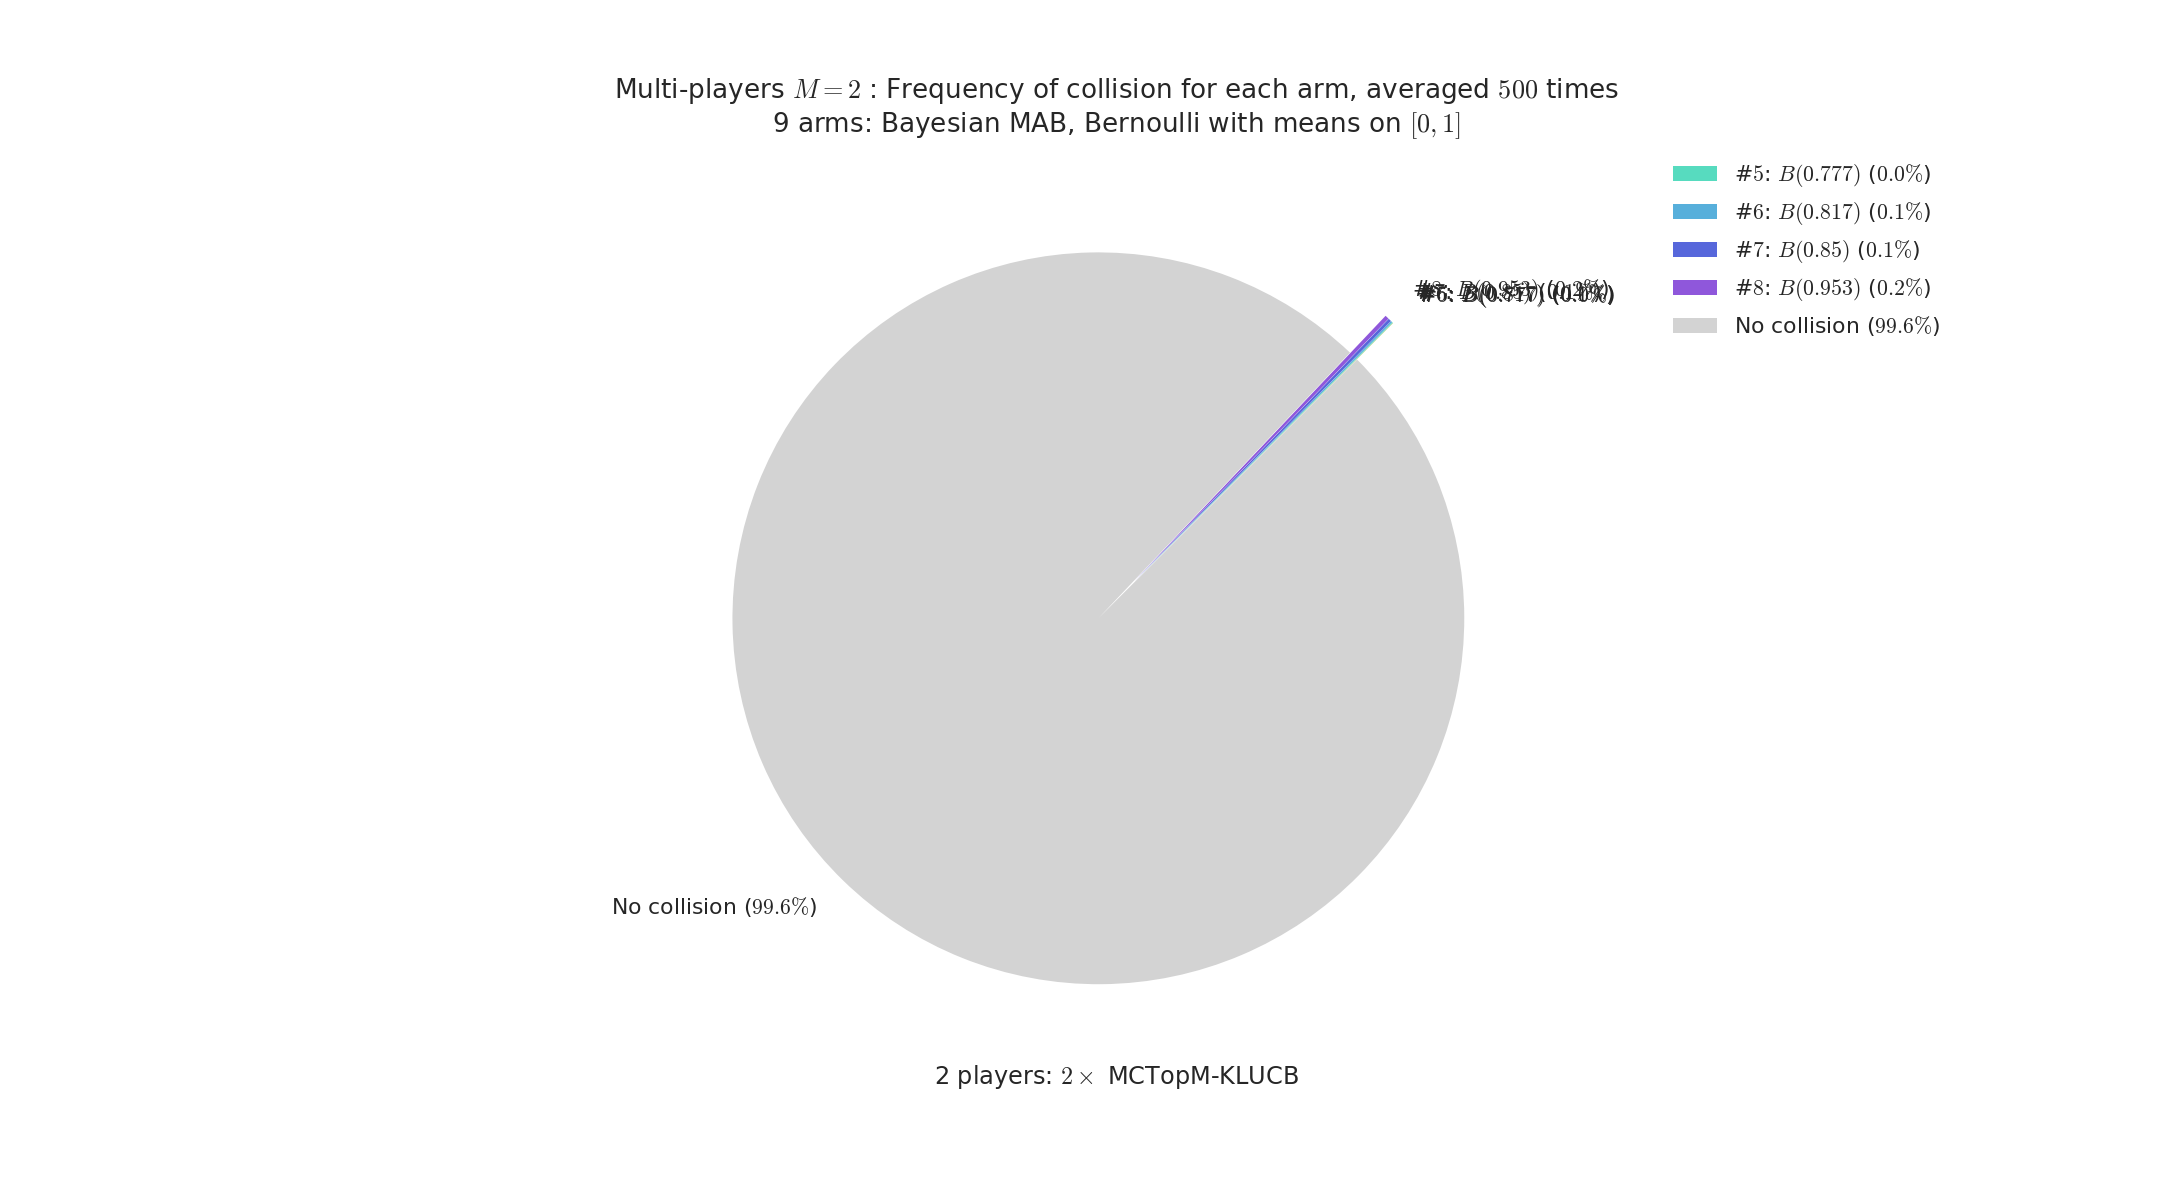 Multi-players M = 2 : Frequency of collision for each arm, averaged 500 times
9 arms: Bayesian MAB, Bernoulli with means on [0, 1]
#5: B(0.777) (0.0%)
#6: B(0.817) (0.1%)
#7: B(0.85) (0.1%)
#8: B(0.953) (0.2%)
No collision (99.6%)
No collision (99.6%)
2 players: 2× MCTopM-KLUCB